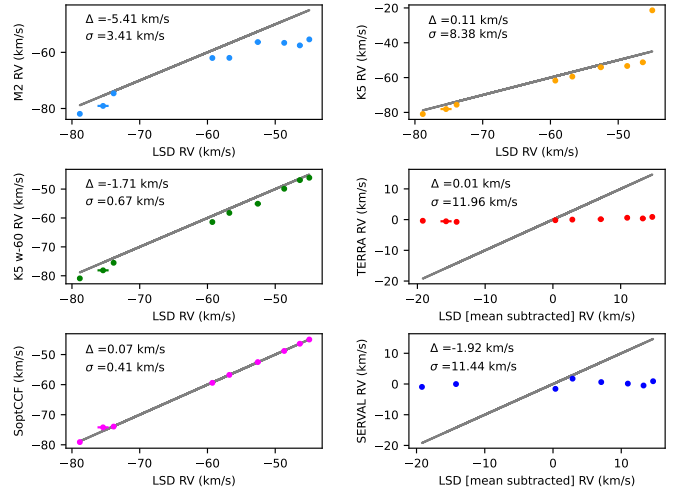 Δ =-5.41 km/s
σ = 3.41 km/s
M2 RV (km/s)
−60
−80
−80 −70 −60 −50
LSD RV (km/s)
Δ =0.11 km/s
σ =8.38 km/s
K5 RV (km/s)
−20
−40
−60
−80
−80 −70 −60 −50
LSD RV (km/s)
Δ =-1.71 km/s
σ =0.67 km/s
K5 w-60 RV (km/s)
−50
−60
−70
−80
−80 −70 −60 −50
LSD RV (km/s)
Δ =0.01 km/s
σ =11.96 km/s
TERRA RV (km/s)
10
0
−10
−20
−20 −10 0 10
LSD [mean subtracted] RV (km/s)
Δ =0.07 km/s
σ =0.41 km/s
SoptCCF (km/s)
−50
−60
−70
−80
−80 −70 −60 −50
LSD RV (km/s)
Δ =-1.92 km/s
σ =11.44 km/s
SERVAL RV (km/s)
10
0
−10
−20
−20 −10 0 10
LSD [mean subtracted] RV (km/s)